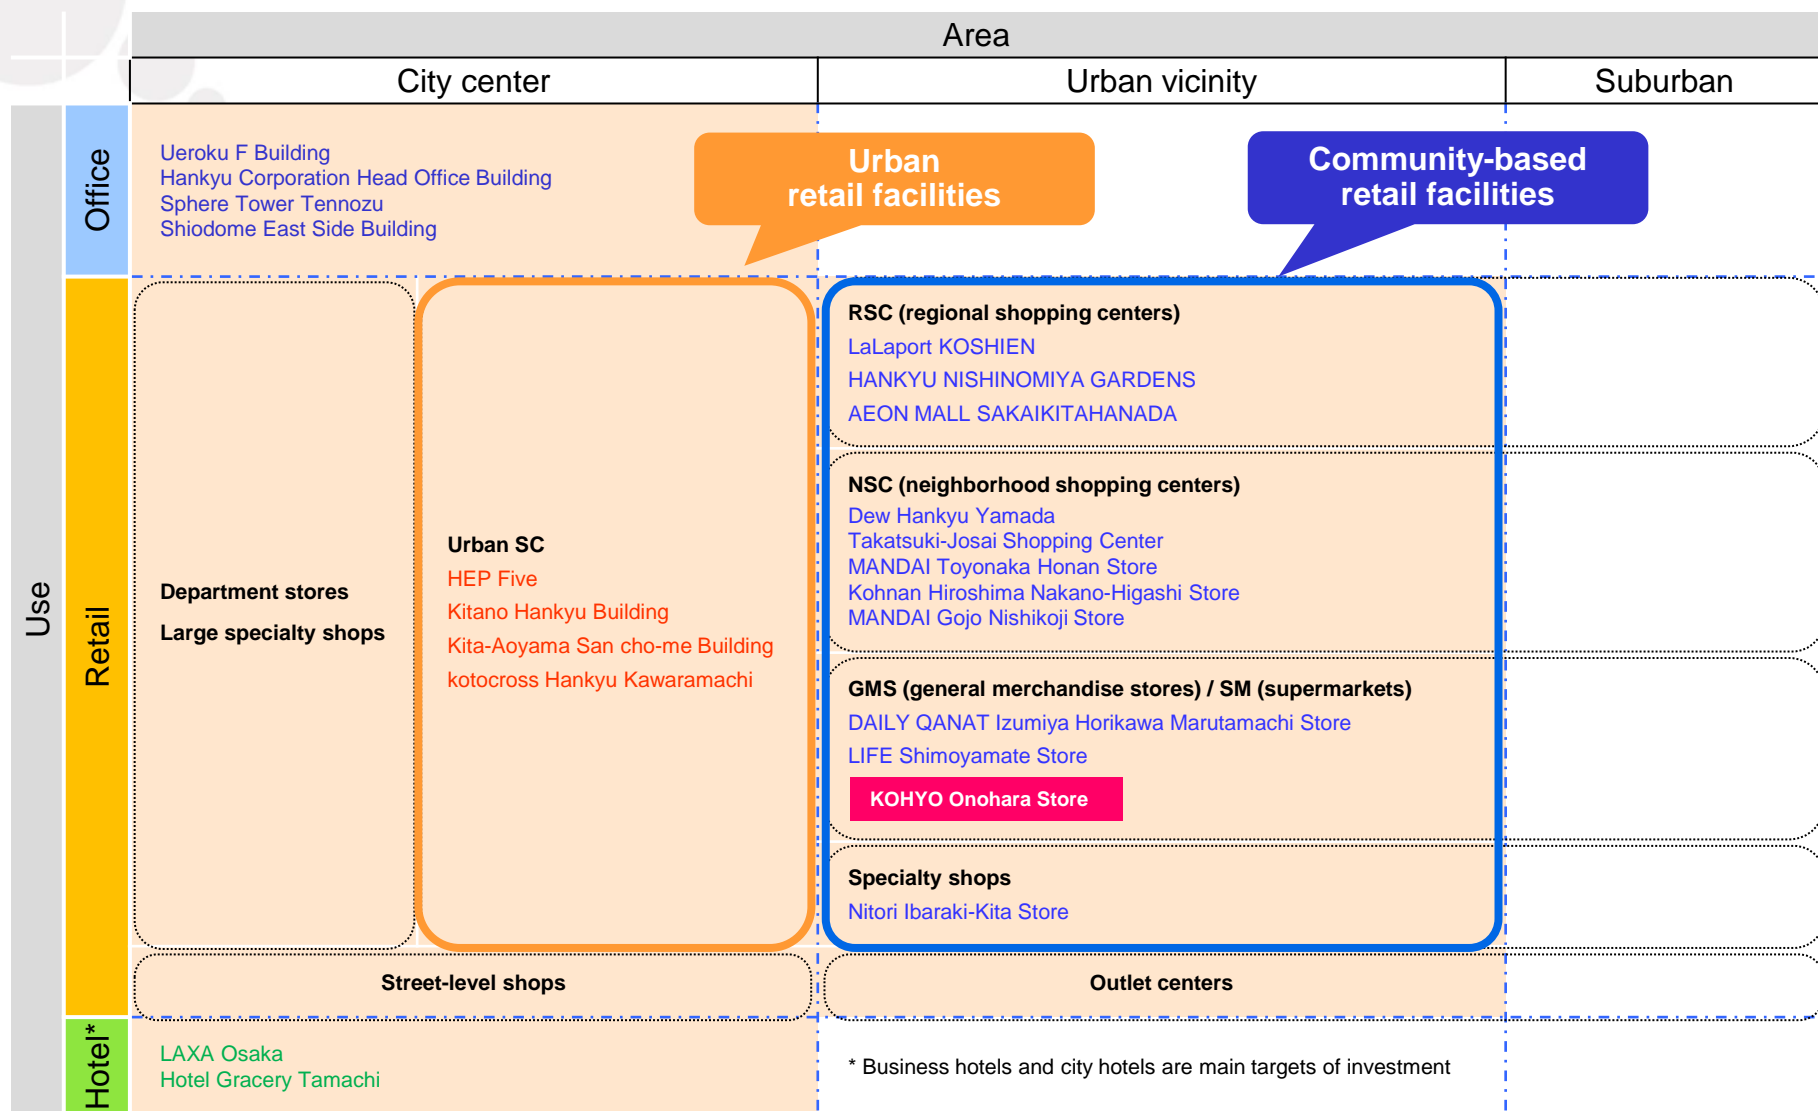 Area
City center
Urban vicinity
Suburban
Use
Office
Ueroku F Building
Hankyu Corporation Head Office Building
Sphere Tower Tennozu
Shiodome East Side Building
Urban
retail facilities
Community-based
retail facilities
Retail
Department stores
Large specialty shops
Urban SC
HEP Five
Kitano Hankyu Building
Kita-Aoyama San cho-me Building
kotocross Hankyu Kawaramachi
RSC (regional shopping centers)
LaLaport KOSHIEN
HANKYU NISHINOMIYA GARDENS
AEON MALL SAKAIKITAHANADA
NSC (neighborhood shopping centers)
Dew Hankyu Yamada
Takatsuki-Josai Shopping Center
MANDAI Toyonaka Honan Store
Kohnan Hiroshima Nakano-Higashi Store
MANDAI Gojo Nishikoji Store
GMS (general merchandise stores) / SM (supermarkets)
DAILY QANAT Izumiya Horikawa Marutamachi Store
LIFE Shimoyamate Store
KOHYO Onohara Store
Specialty shops
Nitori Ibaraki-Kita Store
Street-level shops
Outlet centers
Hotel*
LAXA Osaka
Hotel Gracery Tamachi
* Business hotels and city hotels are main targets of investment